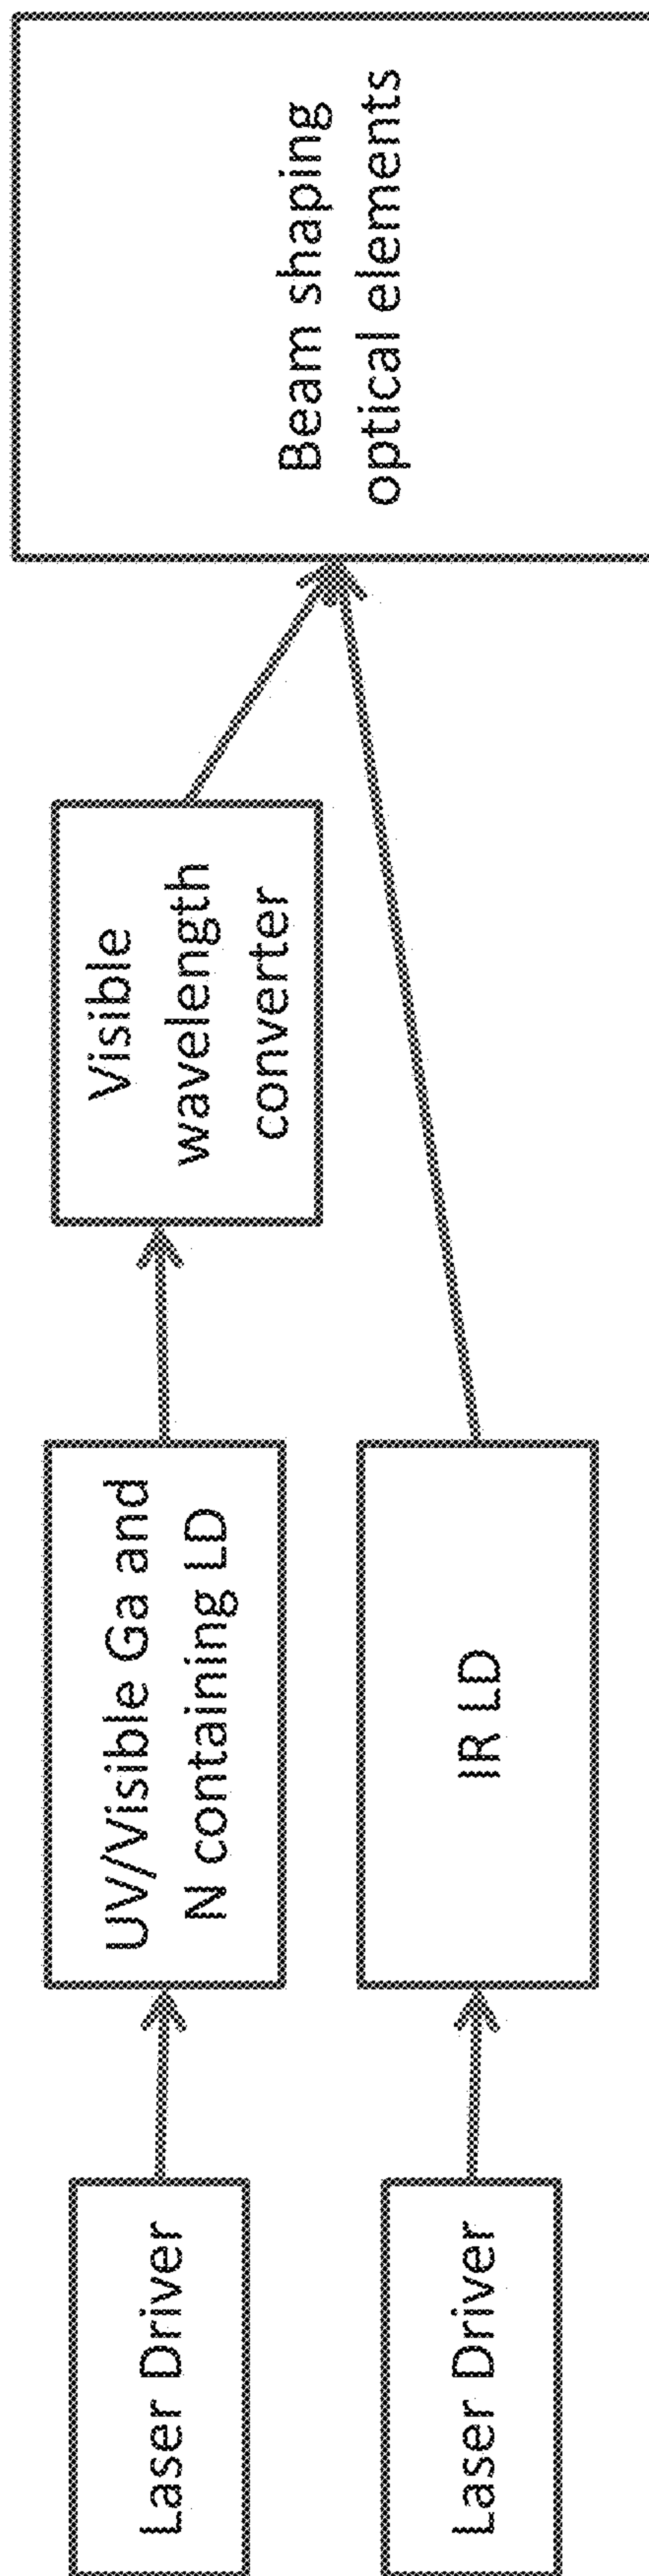 Laser Driver
UV/Visible Ga and
N containing LD
Visible
wavelength
converter
Beam shaping
optical elements
Laser Driver
IR LD